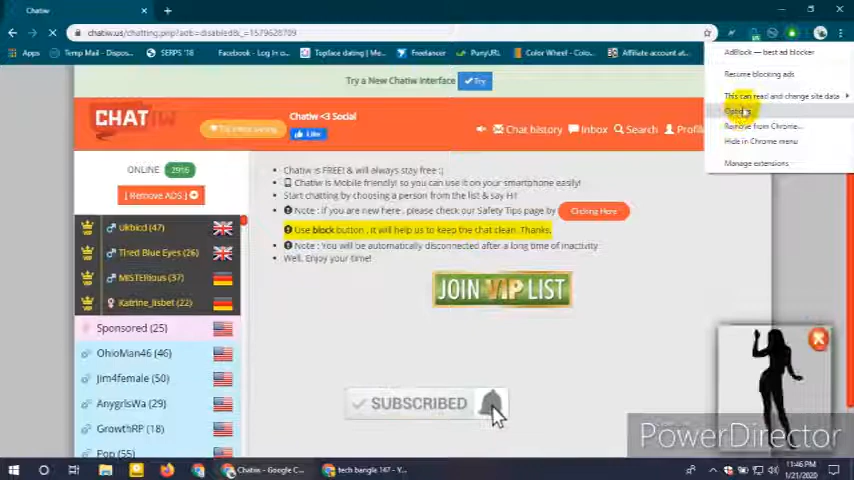 Chatiw
chatiw.us/chatting.php?adb=disabled&_=1579628709
Apps
Temp Mail - Dispos...
SERPS '18
Facebook - Log In o...
Topface dating | Me...
Freelancer
PunyURL
Color Wheel - Colo...
Affiliate account at...
AdBlock — best ad blocker
Resume blocking ads
This can read and change site data
Options
Remove from Chrome...
Hide in Chrome menu
Manage extensions
Try a New Chatiw Interface
Try
CHATIW
Chatiw <3 Social
Like
Chat history
Inbox
Search
Profil
ONLINE 2916
[ Remove ADS ]
Ukbicd (47)
Tired Blue Eyes (26)
MISTERious (37)
Katrine_lisbet (22)
Sponsored (25)
OhioMan46 (46)
Jim4female (50)
AnygrlsWa (29)
GrowthRP (18)
Pop (55)
Chatiw is FREE! & will always stay free :)
Chatiw is Mobile friendly! so you can use it on your smartphone easily!
Start chatting by choosing a person from the list & say HI
Note : If you are new here , please check our Safety Tips page by Clicking Here
Use block button , it will help us to keep the chat clean. Thanks.
Note : You will be automatically disconnected after a long time of inactivity
Well, Enjoy your time!
JOIN VIP LIST
SUBSCRIBED
PowerDirector
Chatiw - Google C...
tech bangla 147 - Y...
11:46 PM
1/21/2020